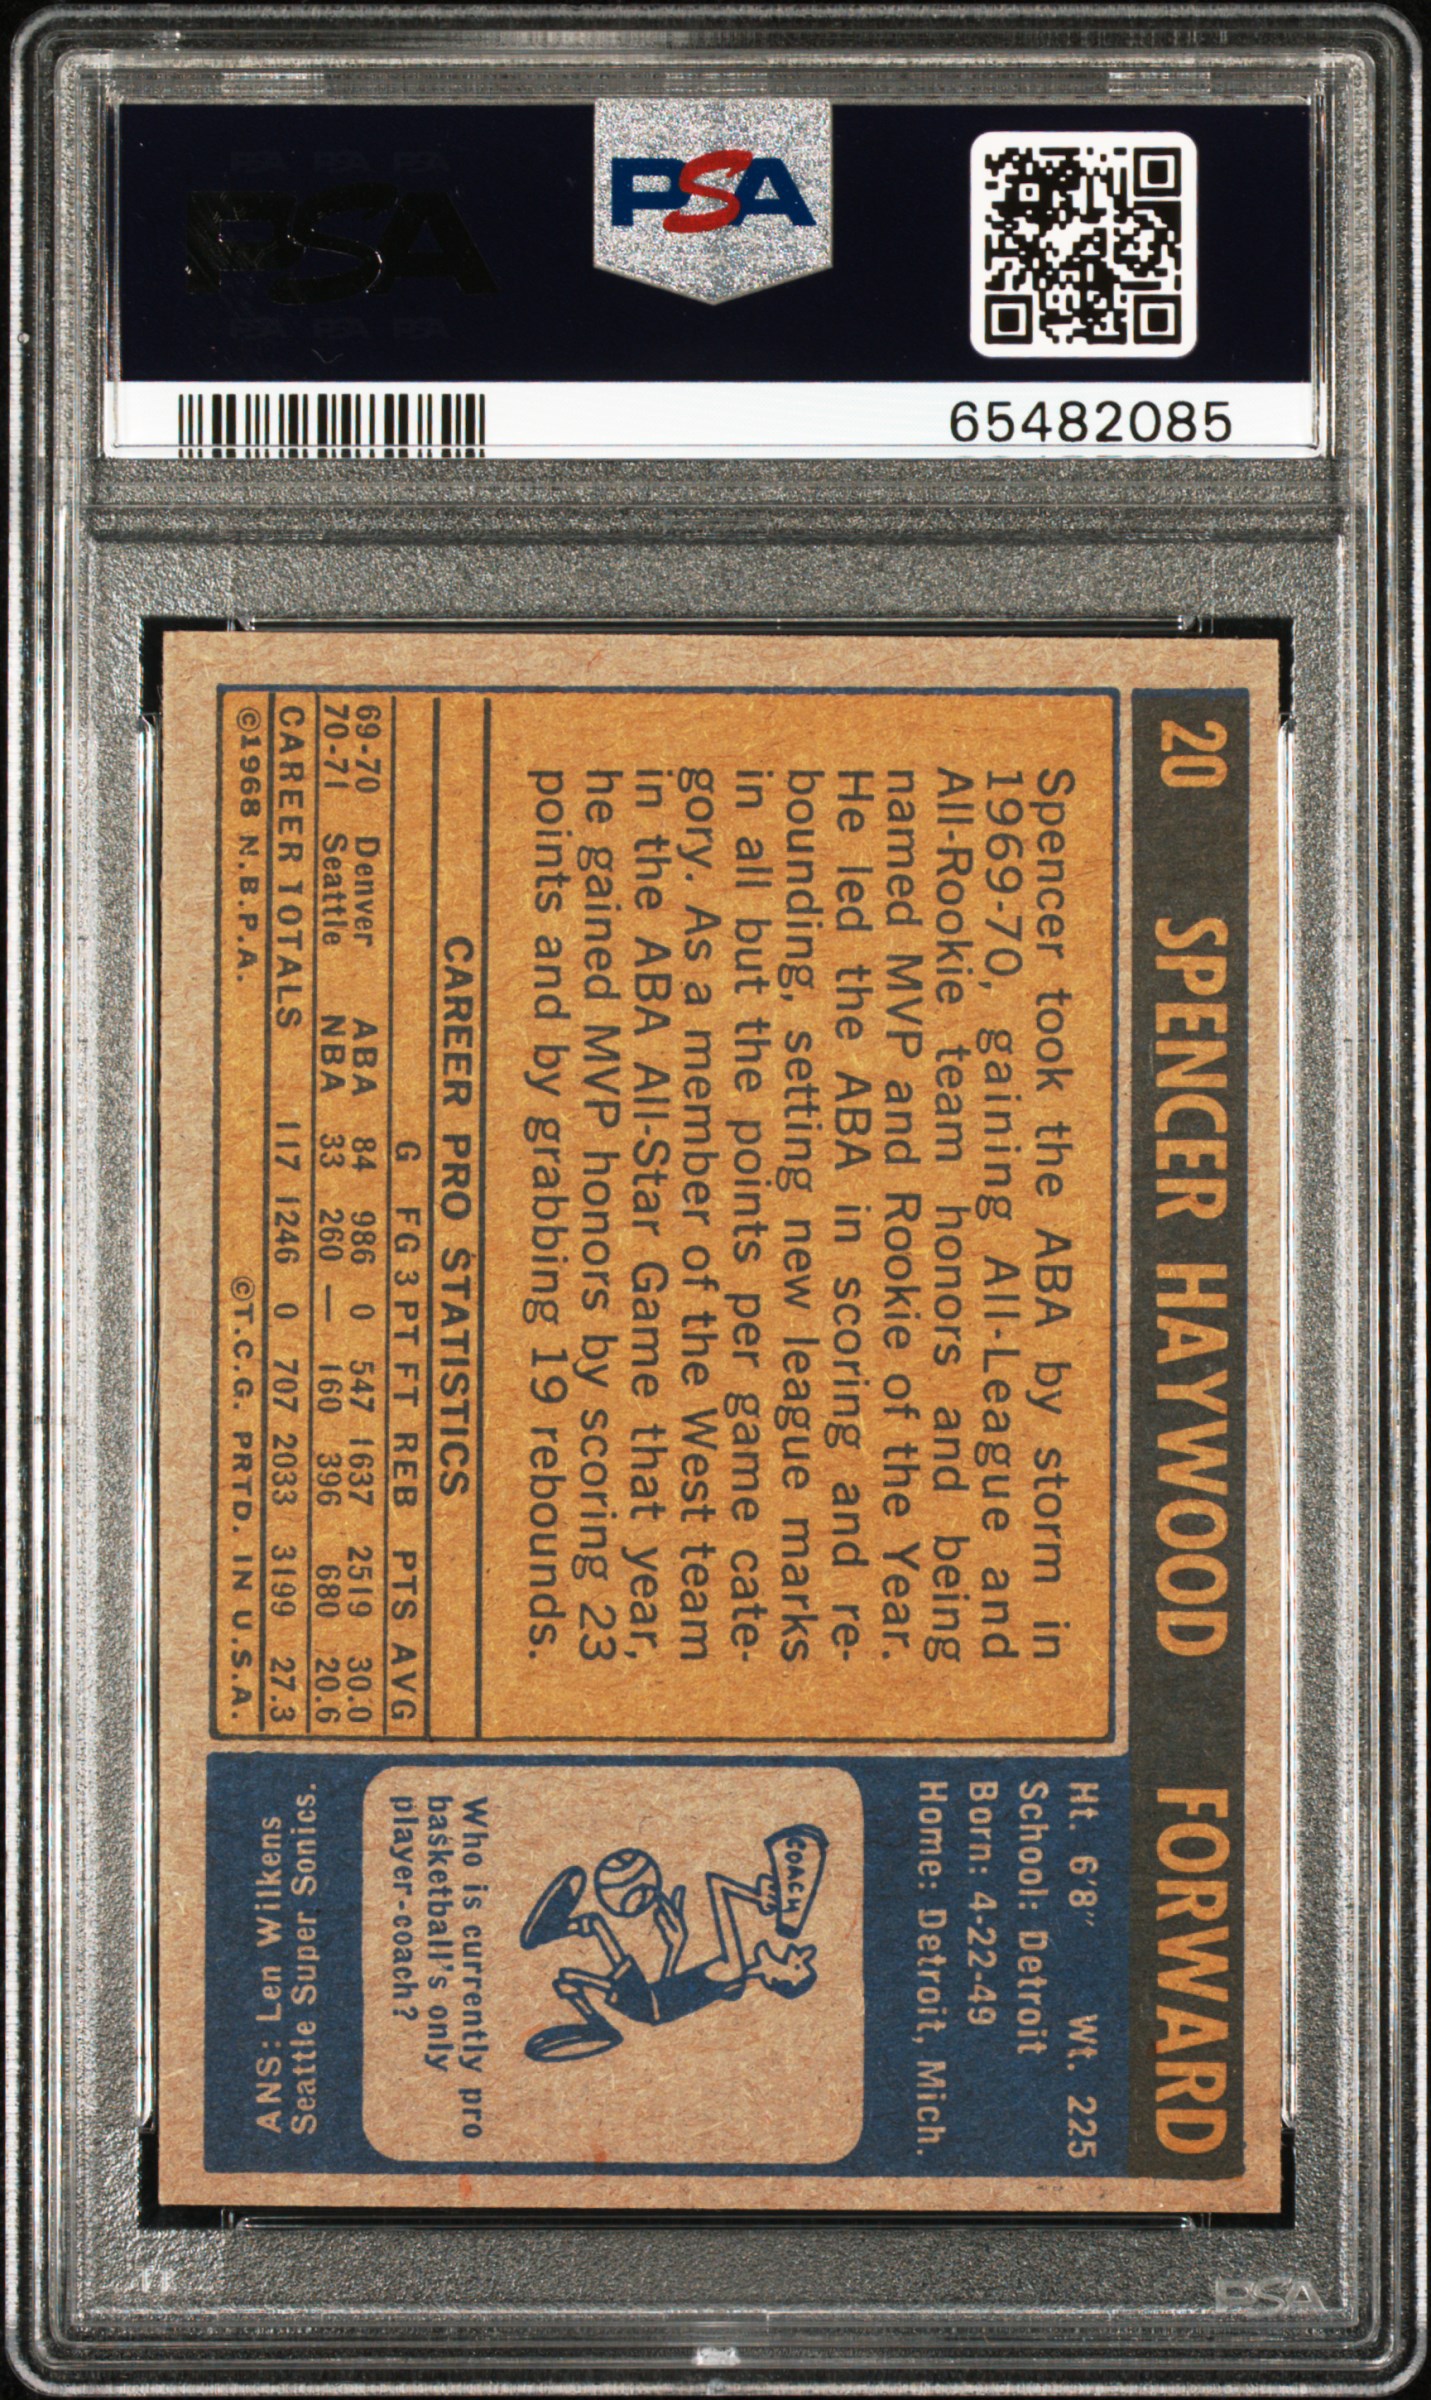 PSA
PSA
65482085
20 SPENCER HAYWOOD FORWARD
Spencer took the ABA by storm in
1969-70, gaining All-League and
All-Rookie team honors and being
named MVP and Rookie of the Year.
He led the ABA in scoring and re-
bounding, setting new league marks
in all but the points per game cate-
gory. As a member of the West team
in the ABA All-Star Game that year,
he gained MVP honors by scoring 23
points and by grabbing 19 rebounds.
CAREER PRO STATISTICS
G FG 3PT FT REB PTS AVG
69-70 Denver ABA 84 986 0 547 1637 2519 30.0
70-71 Seattle NBA 33 260 — 160 396 680 20.6
CAREER TOTALS 117 1246 0 707 2033 3199 27.3
©1968 N.B.P.A. ©T.C.G. PRTD. IN U.S.A.
Ht. 6'8" Wt. 225
School: Detroit
Born: 4-22-49
Home: Detroit, Mich.
COACH
Who is currently pro
basketball's only
player-coach?
ANS: Len Wilkens
Seattle Super Sonics.
PSA